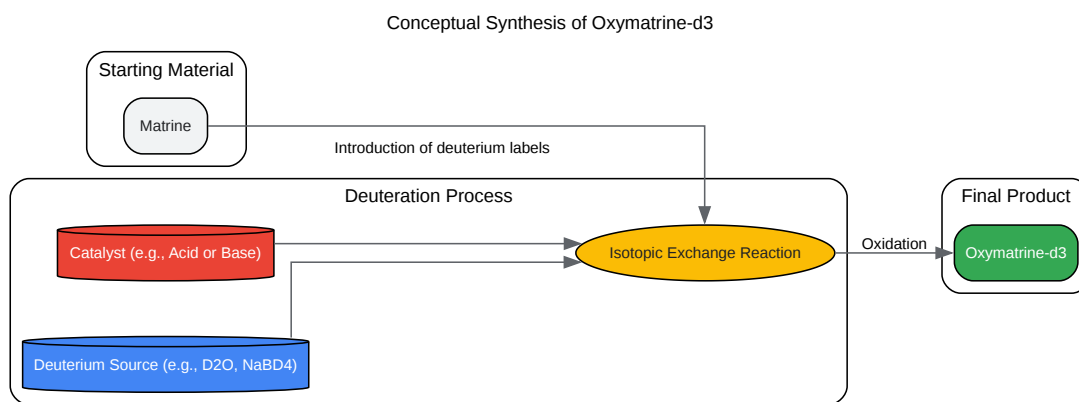 Conceptual Synthesis of Oxymatrine-d3
Starting Material
Matrine
Introduction of deuterium labels
Deuteration Process
Final Product
Catalyst (e.g., Acid or Base)
Isotopic Exchange Reaction
Oxidation
Oxymatrine-d3
Deuterium Source (e.g., D2O, NaBD4)